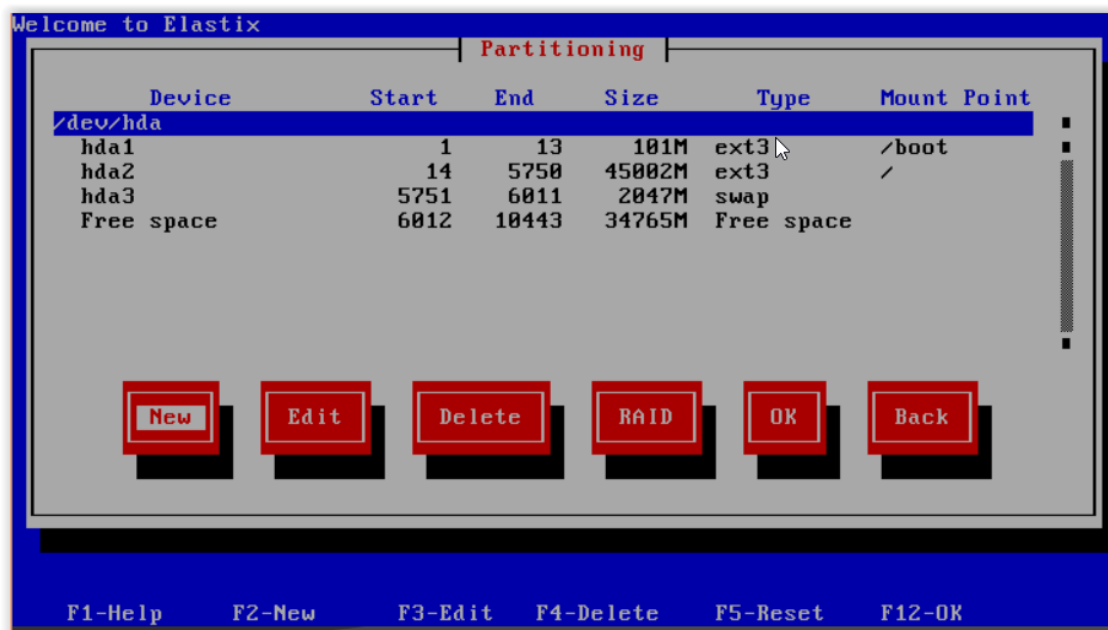 Welcome to Elastix
Partitioning
Device Start End Size Type Mount Point
/dev/hda
hda1 1 13 101M ext3 /boot
hda2 14 5750 45002M ext3 /
hda3 5751 6011 2047M swap
Free space 6012 10443 34765M Free space
New Edit Delete RAID OK Back
F1-Help F2-New F3-Edit F4-Delete F5-Reset F12-OK